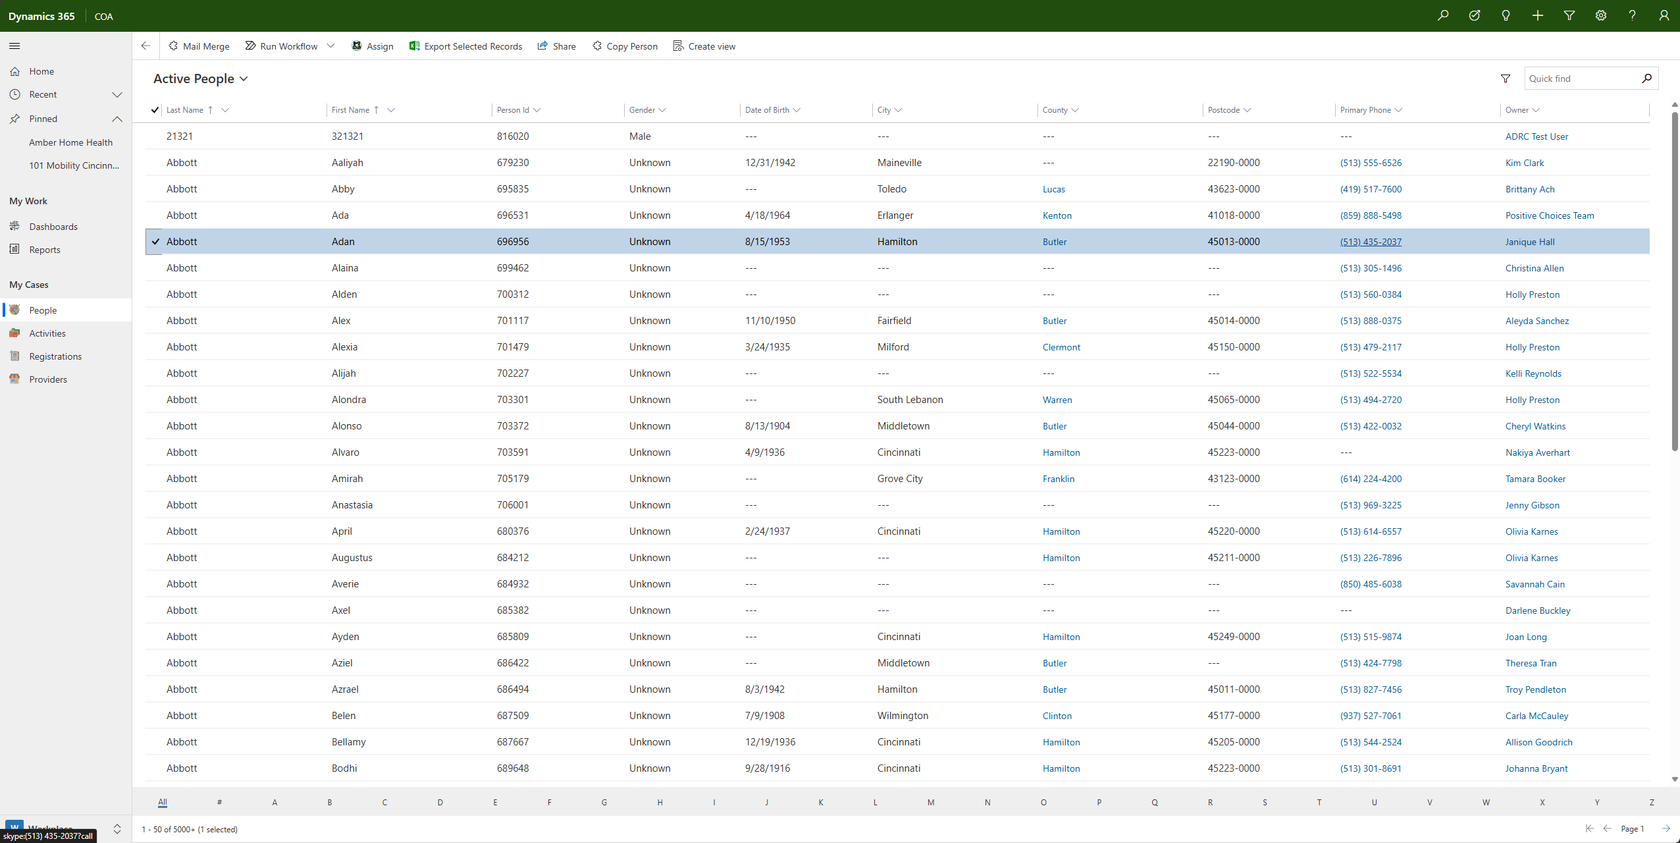 Dynamics 365 COA
Mail Merge Run Workflow Assign Export Selected Records Share Copy Person Create view
Home
Recent
Pinned
Amber Home Health
101 Mobility Cincinn...
My Work
Dashboards
Reports
My Cases
People
Activities
Registrations
Providers
Active People
Quick find
Last Name First Name Person Id Gender Date of Birth City County Postcode Primary Phone Owner
21321 321321 816020 Male --- --- --- --- --- ADRC Test User
Abbott Aaliyah 679230 Unknown 12/31/1942 Maineville --- 22190-0000 (513) 555-6526 Kim Clark
Abbott Abby 695835 Unknown --- Toledo Lucas 43623-0000 (419) 517-7600 Brittany Ach
Abbott Ada 696531 Unknown 4/18/1964 Erlanger Kenton 41018-0000 (859) 888-5498 Positive Choices Team
Abbott Adan 696956 Unknown 8/15/1953 Hamilton Butler 45013-0000 (513) 435-2037 Janique Hall
Abbott Alaina 699462 Unknown --- --- --- --- (513) 305-1496 Christina Allen
Abbott Alden 700312 Unknown --- --- --- --- (513) 560-0384 Holly Preston
Abbott Alex 701117 Unknown 11/10/1950 Fairfield Butler 45014-0000 (513) 888-0375 Aleyda Sanchez
Abbott Alexia 701479 Unknown 3/24/1935 Milford Clermont 45150-0000 (513) 479-2117 Holly Preston
Abbott Alijah 702227 Unknown --- --- --- --- (513) 522-5534 Kelli Reynolds
Abbott Alondra 703301 Unknown --- South Lebanon Warren 45065-0000 (513) 494-2720 Holly Preston
Abbott Alonso 703372 Unknown 8/13/1904 Middletown Butler 45044-0000 (513) 422-0032 Cheryl Watkins
Abbott Alvaro 703591 Unknown 4/9/1936 Cincinnati Hamilton 45223-0000 --- Nakiya Averhart
Abbott Amirah 705179 Unknown --- Grove City Franklin 43123-0000 (614) 224-4200 Tamara Booker
Abbott Anastasia 706001 Unknown --- --- --- --- (513) 969-3225 Jenny Gibson
Abbott April 680376 Unknown 2/24/1937 Cincinnati Hamilton 45220-0000 (513) 614-6557 Olivia Karnes
Abbott Augustus 684212 Unknown --- --- Hamilton 45211-0000 (513) 226-7896 Olivia Karnes
Abbott Averie 684932 Unknown --- --- --- --- (850) 485-6038 Savannah Cain
Abbott Axel 685382 Unknown --- --- --- --- --- Darlene Buckley
Abbott Ayden 685809 Unknown --- Cincinnati Hamilton 45249-0000 (513) 515-9874 Joan Long
Abbott Aziel 686422 Unknown --- Middletown Butler --- (513) 424-7798 Theresa Tran
Abbott Azrael 686494 Unknown 8/3/1942 Hamilton Butler 45011-0000 (513) 827-7456 Troy Pendleton
Abbott Belen 687509 Unknown 7/9/1908 Wilmington Clinton 45177-0000 (937) 527-7061 Carla McCauley
Abbott Bellamy 687667 Unknown 12/19/1936 Cincinnati Hamilton 45205-0000 (513) 544-2524 Allison Goodrich
Abbott Bodhi 689648 Unknown 9/28/1916 Cincinnati Hamilton 45223-0000 (513) 301-8691 Johanna Bryant
All # A B C D E F G H I J K L M N O P Q R S T U V W X Y Z
skype:(513) 435-2037?call
1 - 50 of 5000+ (1 selected) Page 1